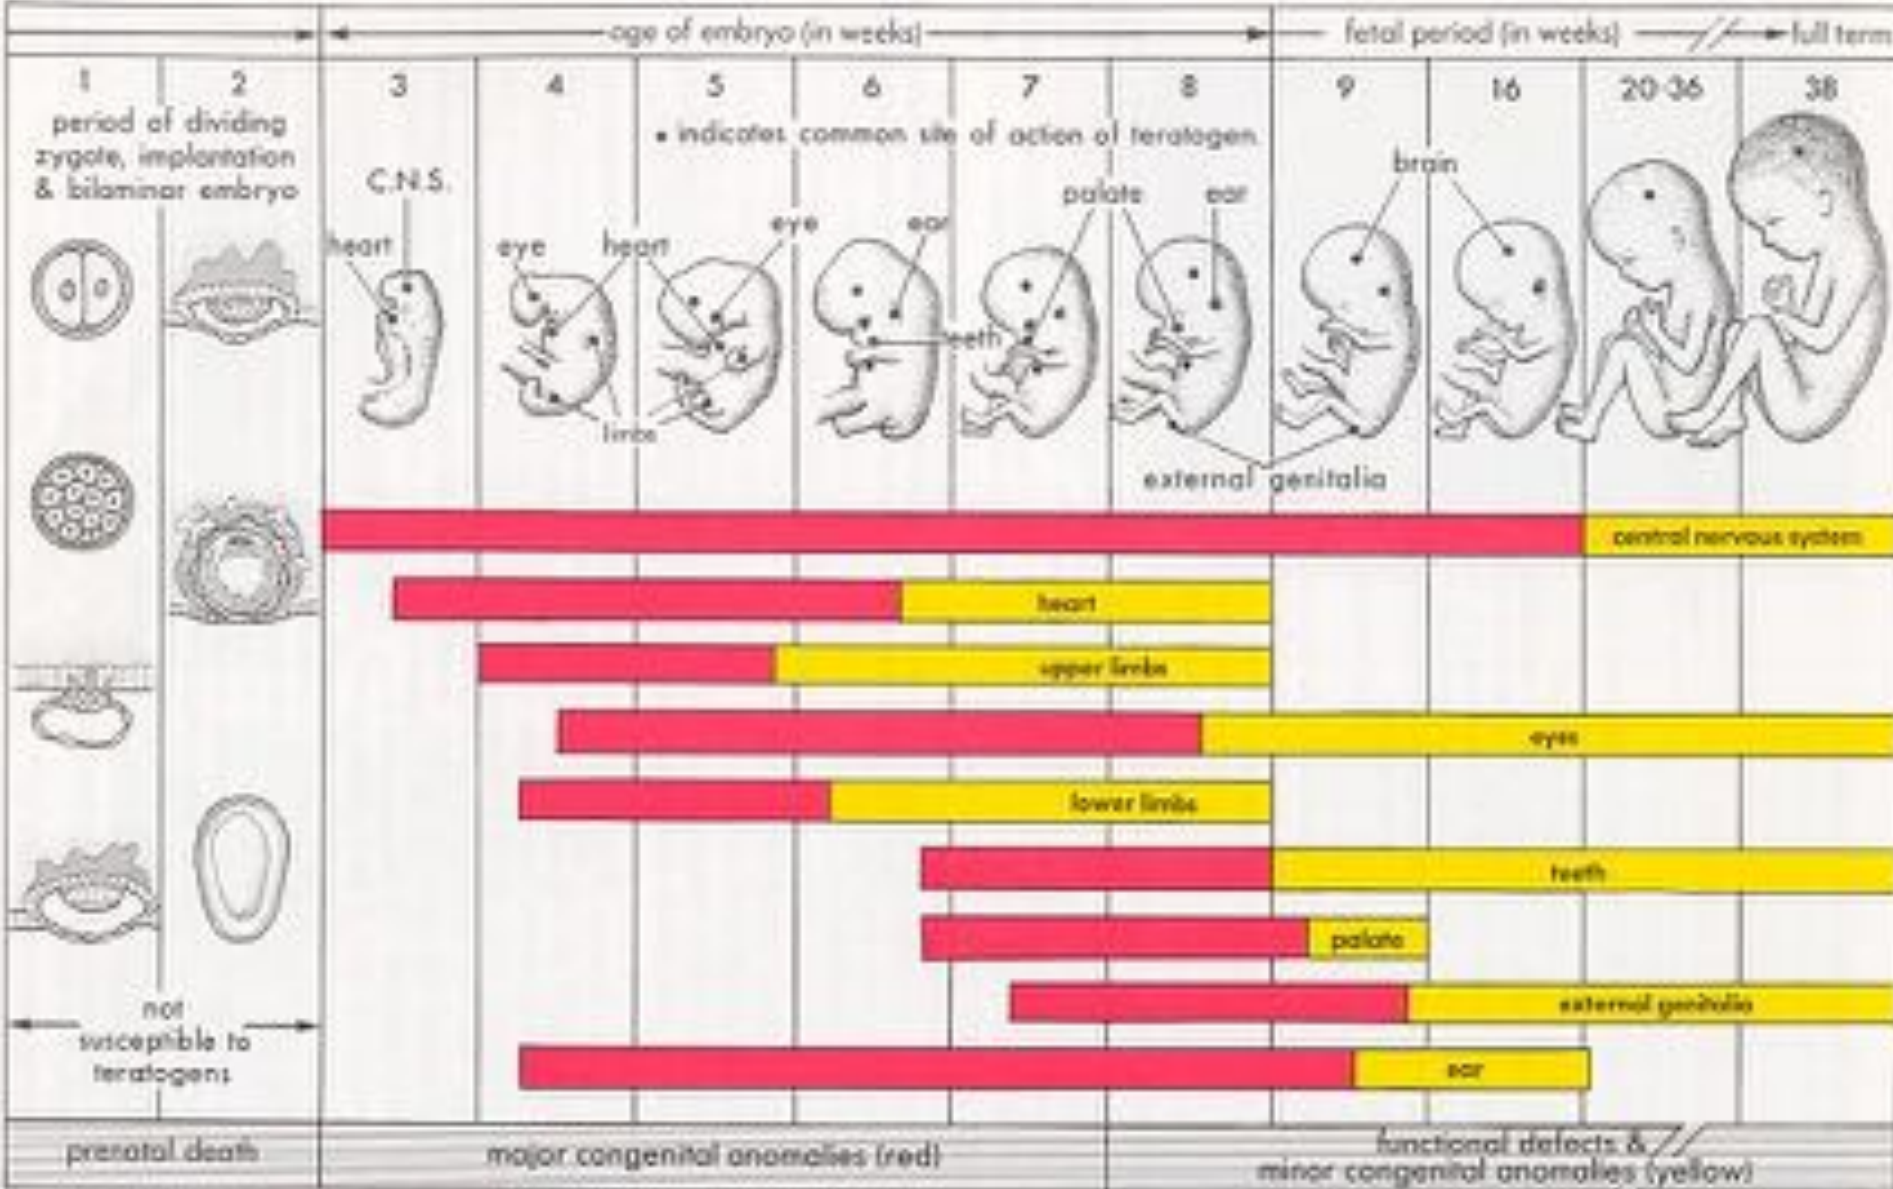 age of embryo (in weeks)
fetal period (in weeks)
full term
1
2
3
4
5
6
7
8
9
16
20-36
38
period of dividing
zygote, implantation
& bilaminar embryo
• indicates common site of action of teratogen.
C.N.S.
heart
eye
heart
eye
ear
palate
ear
brain
teeth
limbs
external genitalia
central nervous system
heart
upper limbs
eyes
lower limbs
teeth
palate
external genitalia
ear
not
susceptible to
teratogens
prenatal death
major congenital anomalies (red)
functional defects &
minor congenital anomalies (yellow)